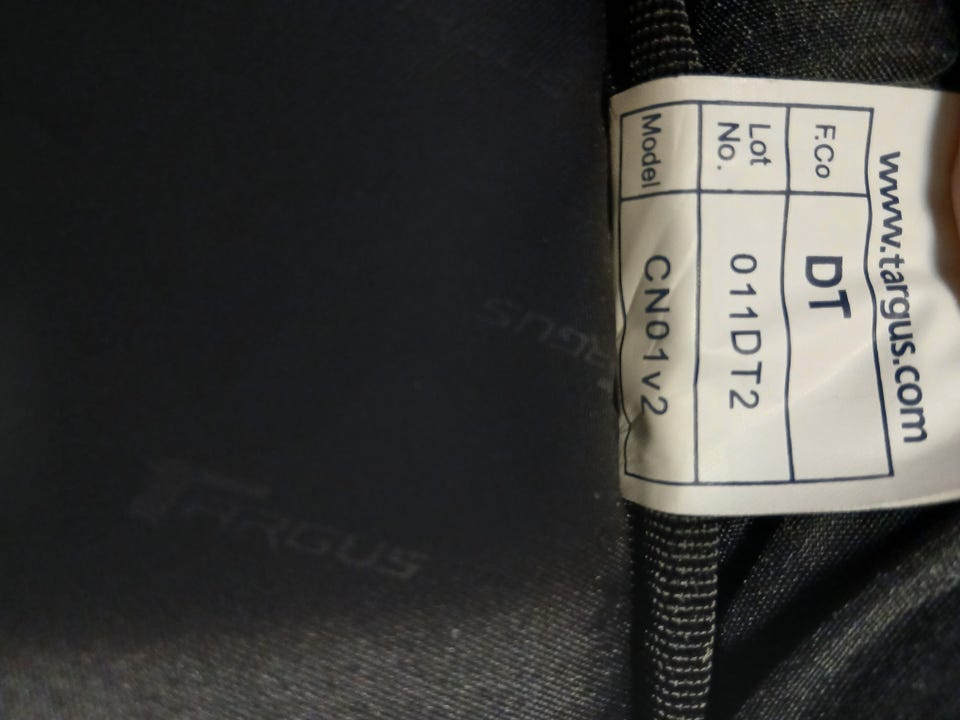 www.targus.com
F.Co DT
Lot No. 011DT2
Model CN01v2
TARGUS